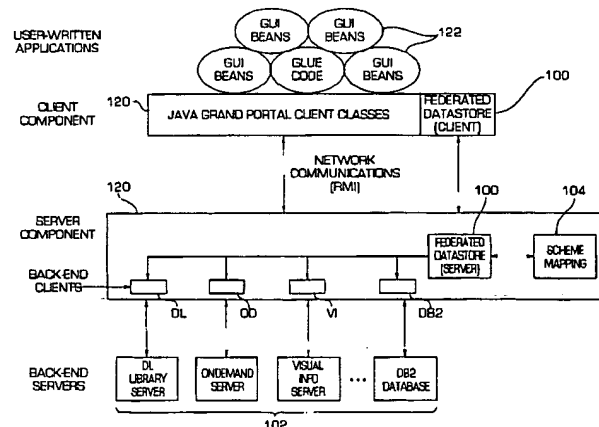 USER-WRITTEN
APPLICATIONS
GUI
BEANS
GUI
BEANS
122
GUI
BEANS
GLUE
CODE
GUI
BEANS
120
100
CLIENT
COMPONENT
JAVA GRAND PORTAL CLIENT CLASSES
FEDERATED
DATASTORE
(CLIENT)
NETWORK
COMMUNICATIONS
(RMI)
120
SERVER
COMPONENT
100
104
FEDERATED
DATASTORE
(SERVER)
SCHEME
MAPPING
BACK-END
CLIENTS
DL
OD
VI
DB2
BACK-END
SERVERS
DL
LIBRARY
SERVER
ONDEMAND
SERVER
VISUAL
INFO
SERVER
•••
DB2
DATABASE
102